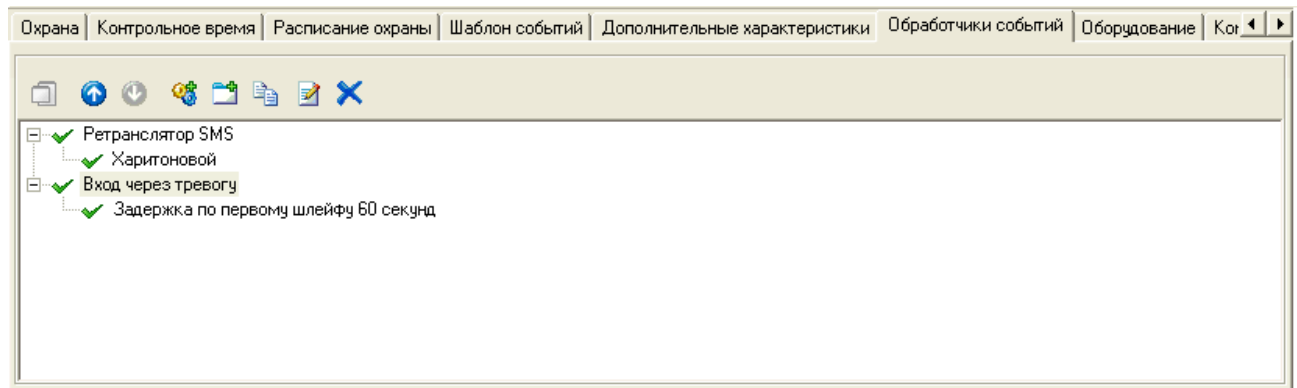 Охрана Контрольное время Расписание охраны Шаблон событий Дополнительные характеристики Обработчики событий Оборудование Кот
Ретранслятор SMS
Харитоновой
Вход через тревогу
Задержка по первому шлейфу 60 секунд